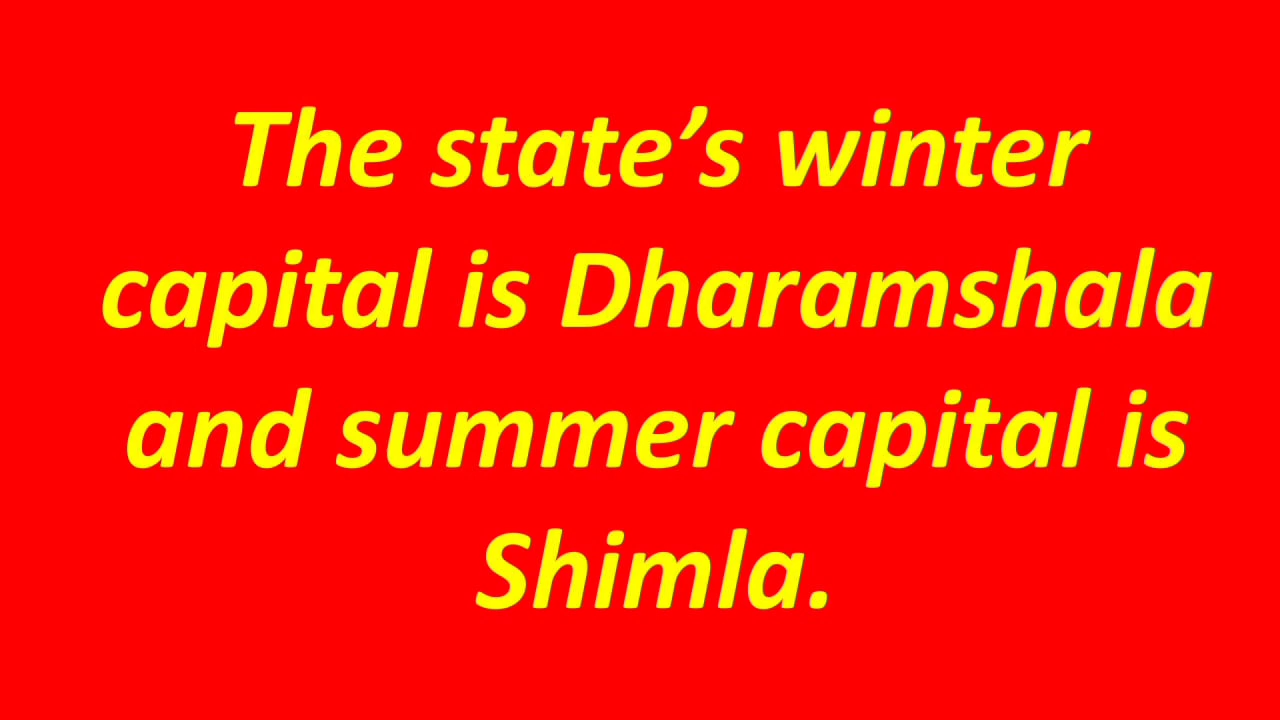 The state’s winter
capital is Dharamshala
and summer capital is
Shimla.